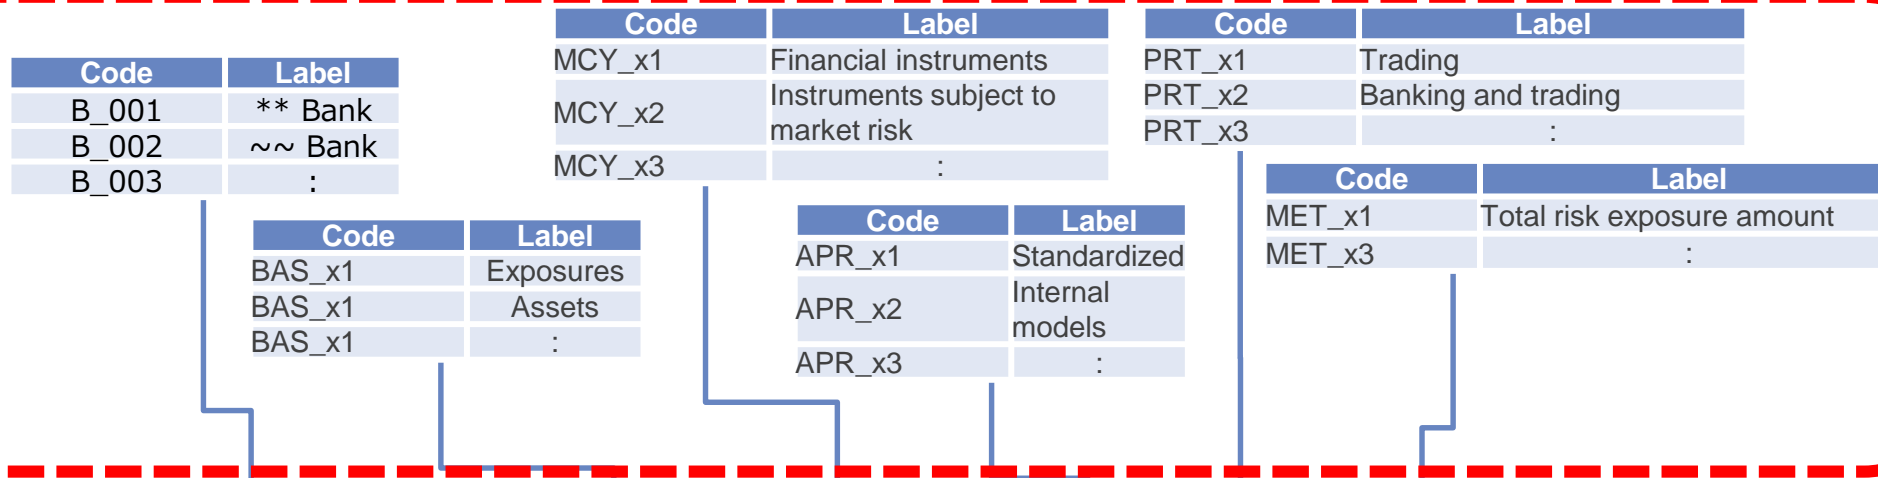 Code Label
B_001 ** Bank
B_002 ~~ Bank
B_003 :
Code Label
BAS_x1 Exposures
BAS_x1 Assets
BAS_x1 :
Code Label
MCY_x1 Financial instruments
MCY_x2 Instruments subject to
market risk
MCY_x3 :
Code Label
APR_x1 Standardized
APR_x2 Internal
models
APR_x3 :
Code Label
PRT_x1 Trading
PRT_x2 Banking and trading
PRT_x3 :
Code Label
MET_x1 Total risk exposure amount
MET_x3 :